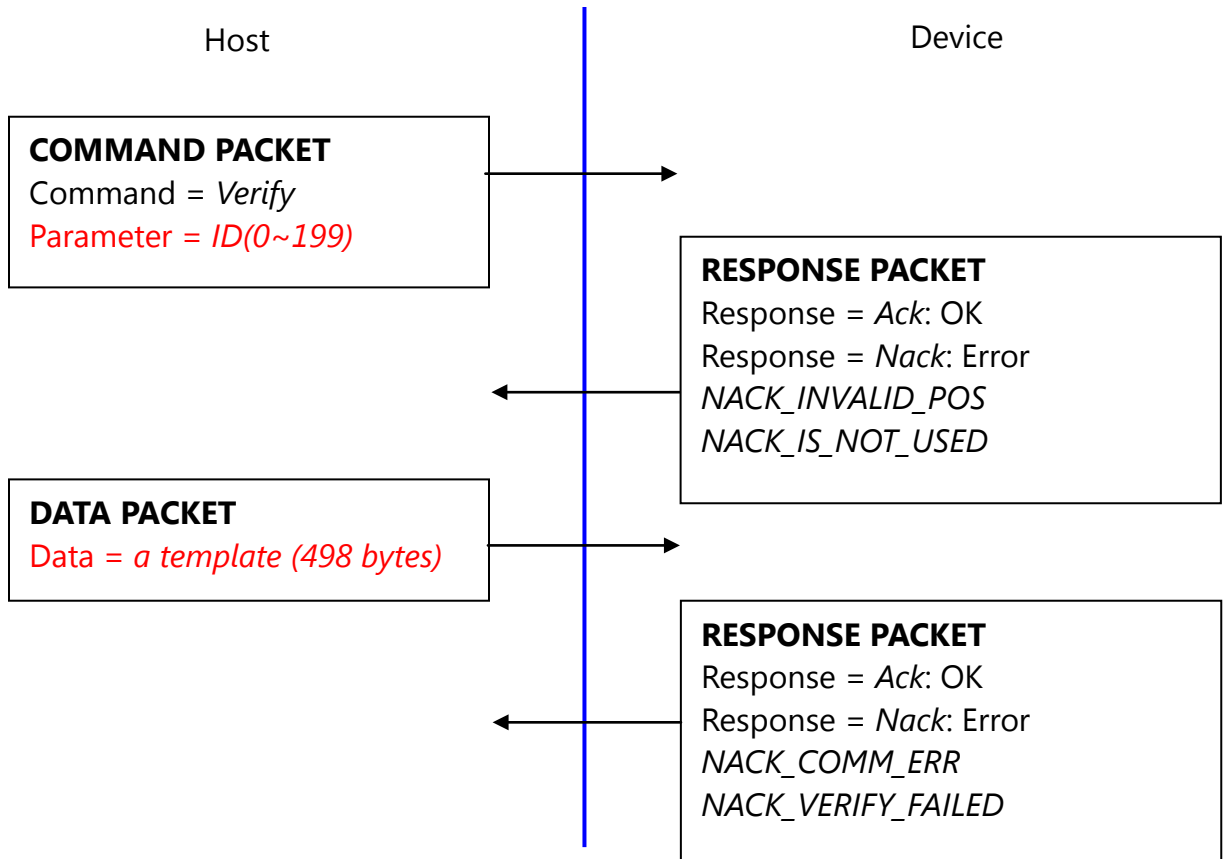 Host
Device
COMMAND PACKET
Command = Verify
Parameter = ID(0~199)
RESPONSE PACKET
Response = Ack: OK
Response = Nack: Error
NACK_INVALID_POS
NACK_IS_NOT_USED
DATA PACKET
Data = a template (498 bytes)
RESPONSE PACKET
Response = Ack: OK
Response = Nack: Error
NACK_COMM_ERR
NACK_VERIFY_FAILED